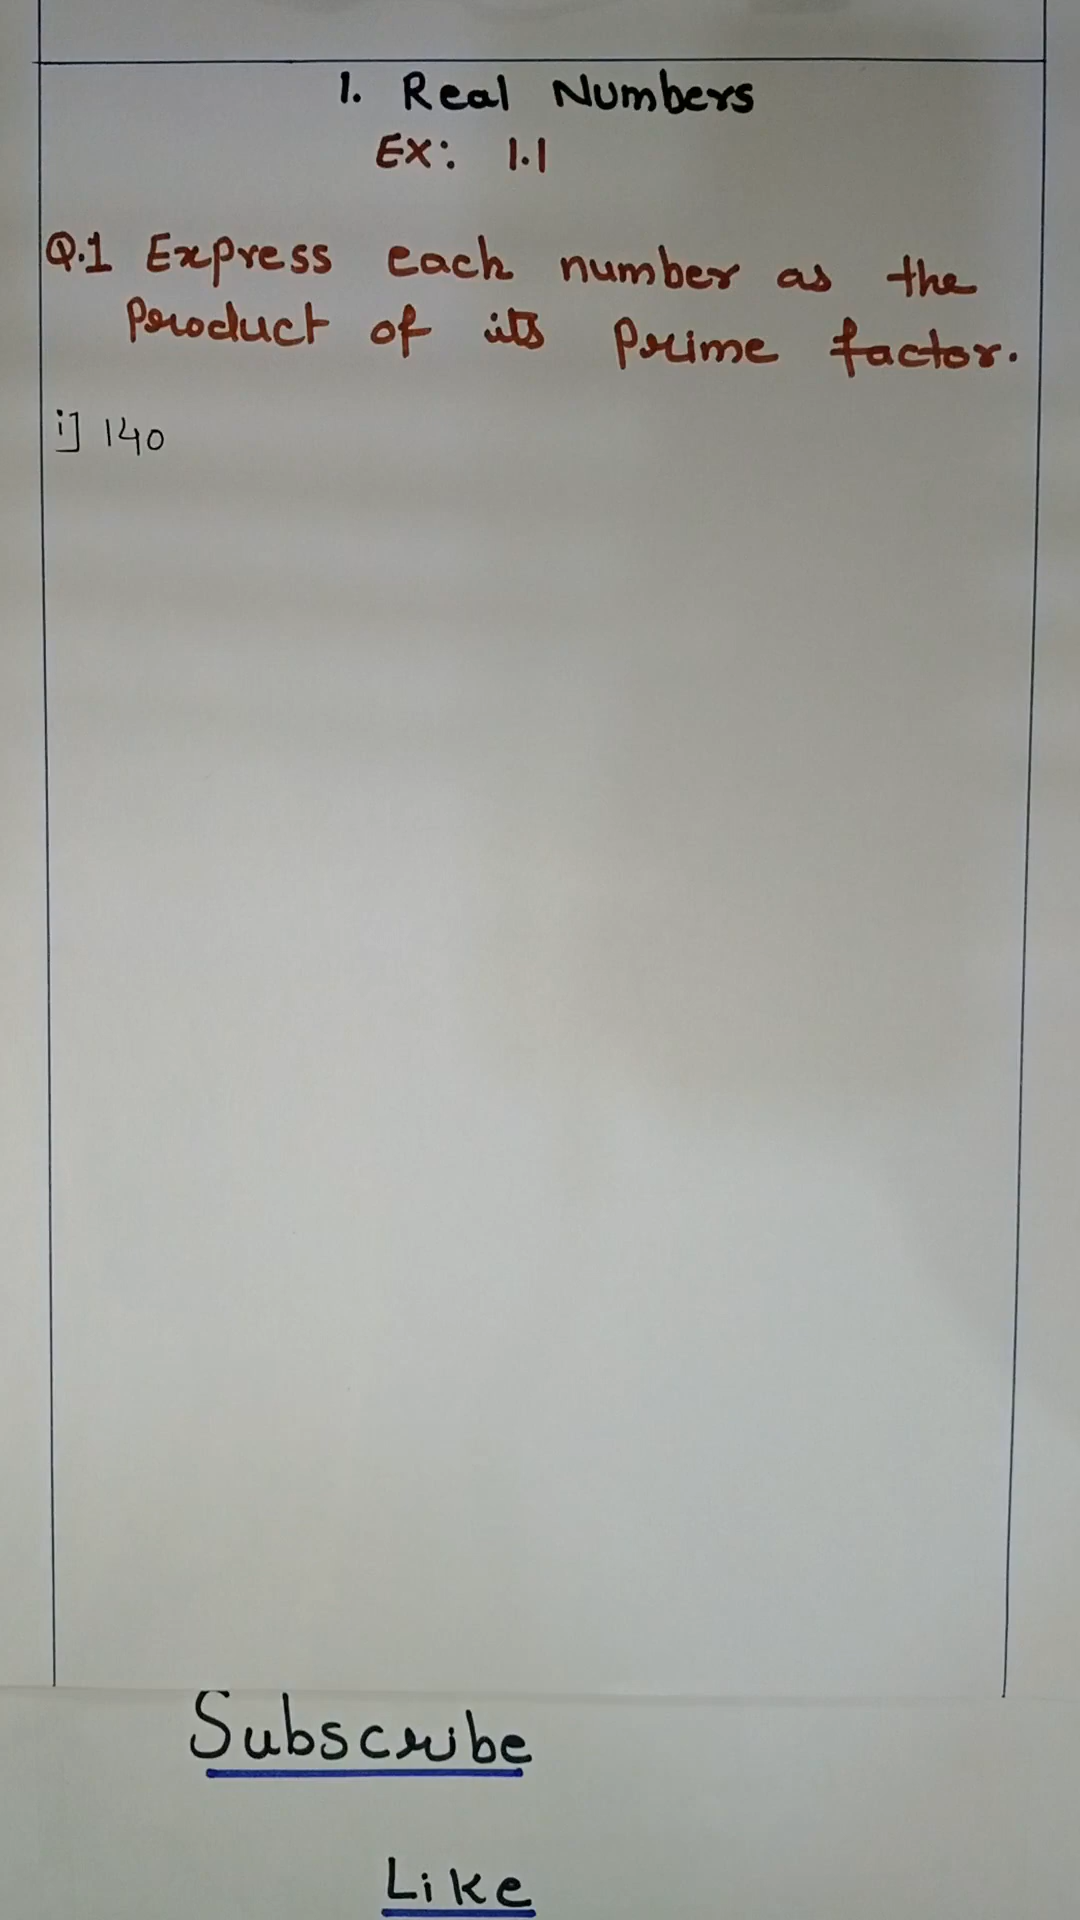 1. Real Numbers
Ex: 1.1
Q.1 Express each number as the
Product of its Prime factor.
i] 140
Subscribe
Like